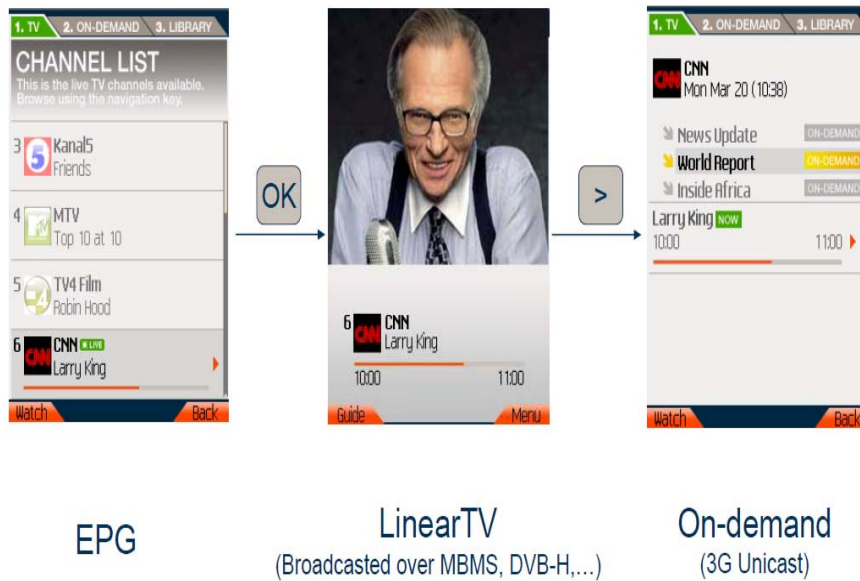 1. TV 2. ON-DEMAND 3. LIBRARY
CHANNEL LIST
This is the live TV channels available.
Browse using the navigation key.
3 5 Kanal5
Friends
4 MTV
Top 10 at 10
5 4 TV4 Film
Robin Hood
6 CNN CNN LIVE
Larry King
Watch Back
OK
6 CNN CNN
Larry King
10:00 11:00
Guide Menu
>
1. TV 2. ON-DEMAND 3. LIBRARY
CNN CNN
Mon Mar 20 (10:38)
News Update ON-DEMAND
World Report ON-DEMAND
Inside Africa ON-DEMAND
Larry King NOW
10:00 11:00
Watch Back
EPG
LinearTV
(Broadcasted over MBMS, DVB-H,...)
On-demand
(3G Unicast)